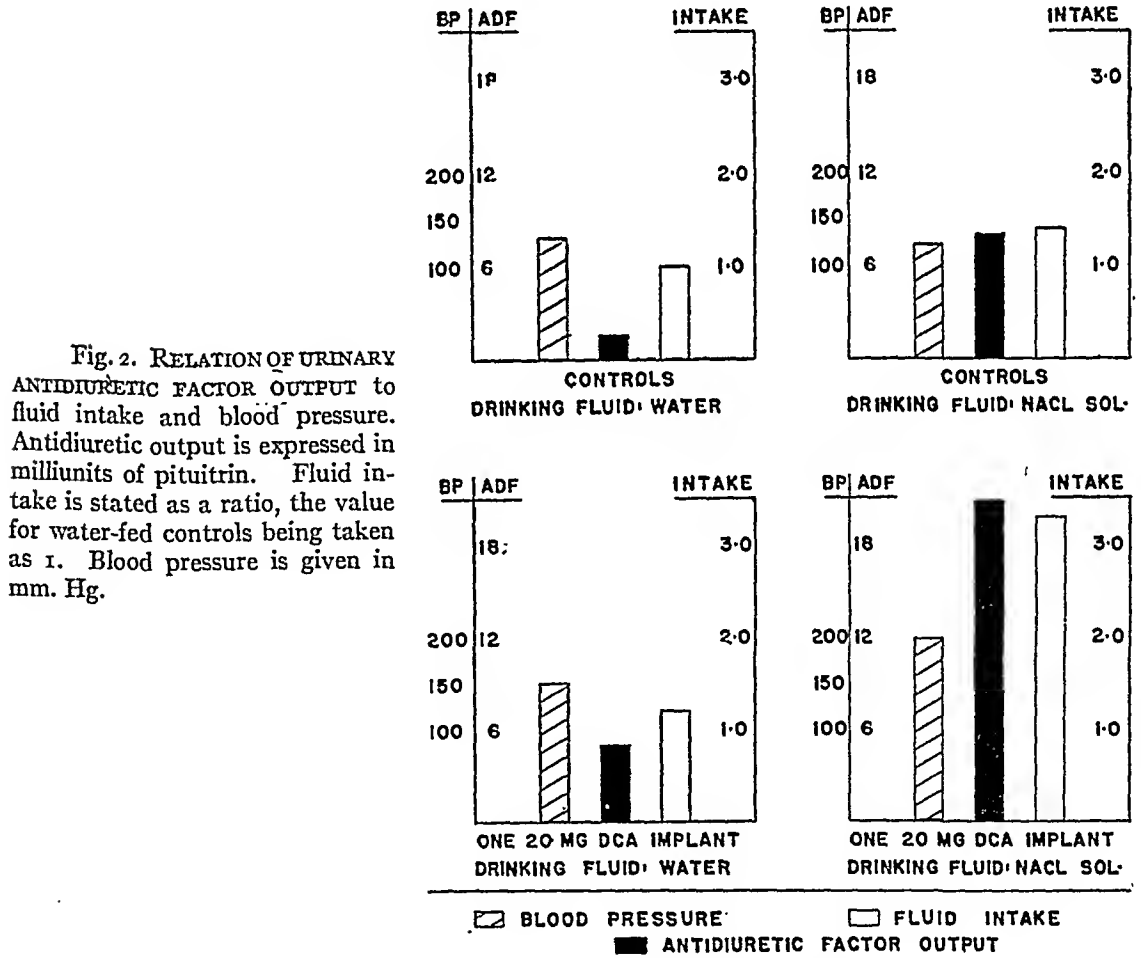 Fig. 2. RELATION OF URINARY
ANTIDIURETIC FACTOR OUTPUT to
fluid intake and blood pressure.
Antidiuretic output is expressed in
milliunits of pituitrin. Fluid in-
take is stated as a ratio, the value
for water-fed controls being taken
as 1. Blood pressure is given in
mm. Hg.
BP ADF INTAKE
18 3.0
200 12 2.0
150
100 6 1.0
CONTROLS
DRINKING FLUID: WATER
BP ADF INTAKE
18 3.0
200 12 2.0
150
100 6 1.0
CONTROLS
DRINKING FLUID: NACL SOL.
BP ADF INTAKE
18 3.0
200 12 2.0
150
100 6 1.0
ONE 20 MG DCA IMPLANT
DRINKING FLUID: WATER
BP ADF INTAKE
18 3.0
200 12 2.0
150
100 6 1.0
ONE 20 MG DCA IMPLANT
DRINKING FLUID: NACL SOL.
BLOOD PRESSURE FLUID INTAKE
ANTIDIURETIC FACTOR OUTPUT